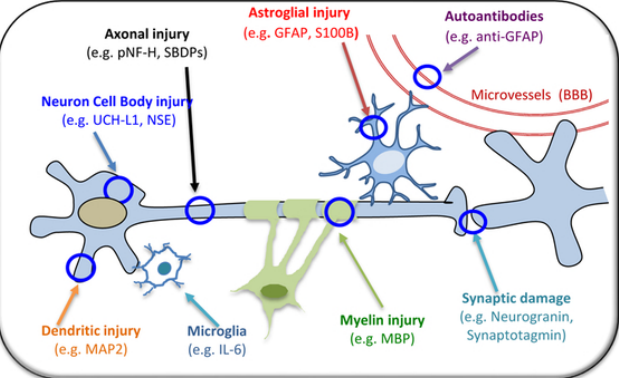 Axonal injury
(e.g. pNF-H, SBDPs)
Astroglial injury
(e.g. GFAP, S100B)
Autoantibodies
(e.g. anti-GFAP)
Neuron Cell Body injury
(e.g. UCH-L1, NSE)
Microvessels (BBB)
Dendritic injury
(e.g. MAP2)
Microglia
(e.g. IL-6)
Myelin injury
(e.g. MBP)
Synaptic damage
(e.g. Neurogranin,
Synaptotagmin)